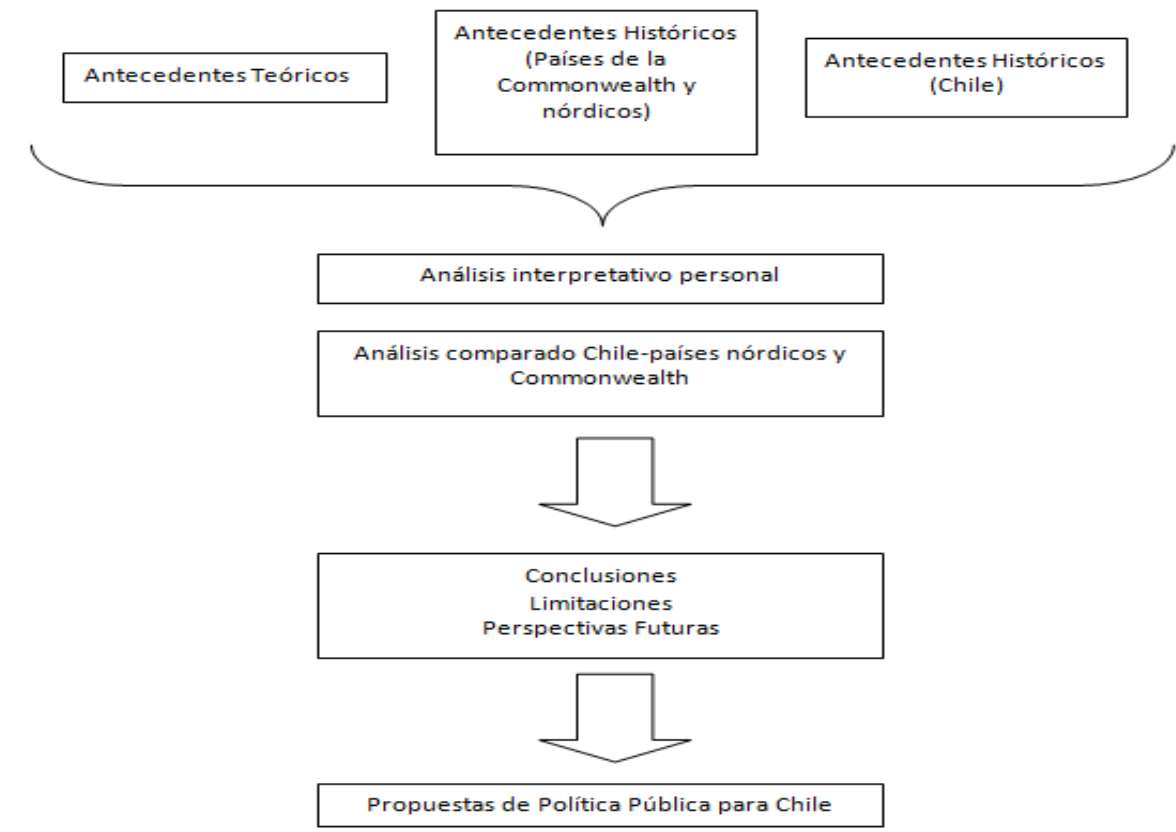 Antecedentes Teóricos
Antecedentes Históricos
(Países de la
Commonwealth y
nórdicos)
Antecedentes Históricos
(Chile)
Análisis interpretativo personal
Análisis comparado Chile-países nórdicos y
Commonwealth
Conclusiones
Limitaciones
Perspectivas Futuras
Propuestas de Política Pública para Chile